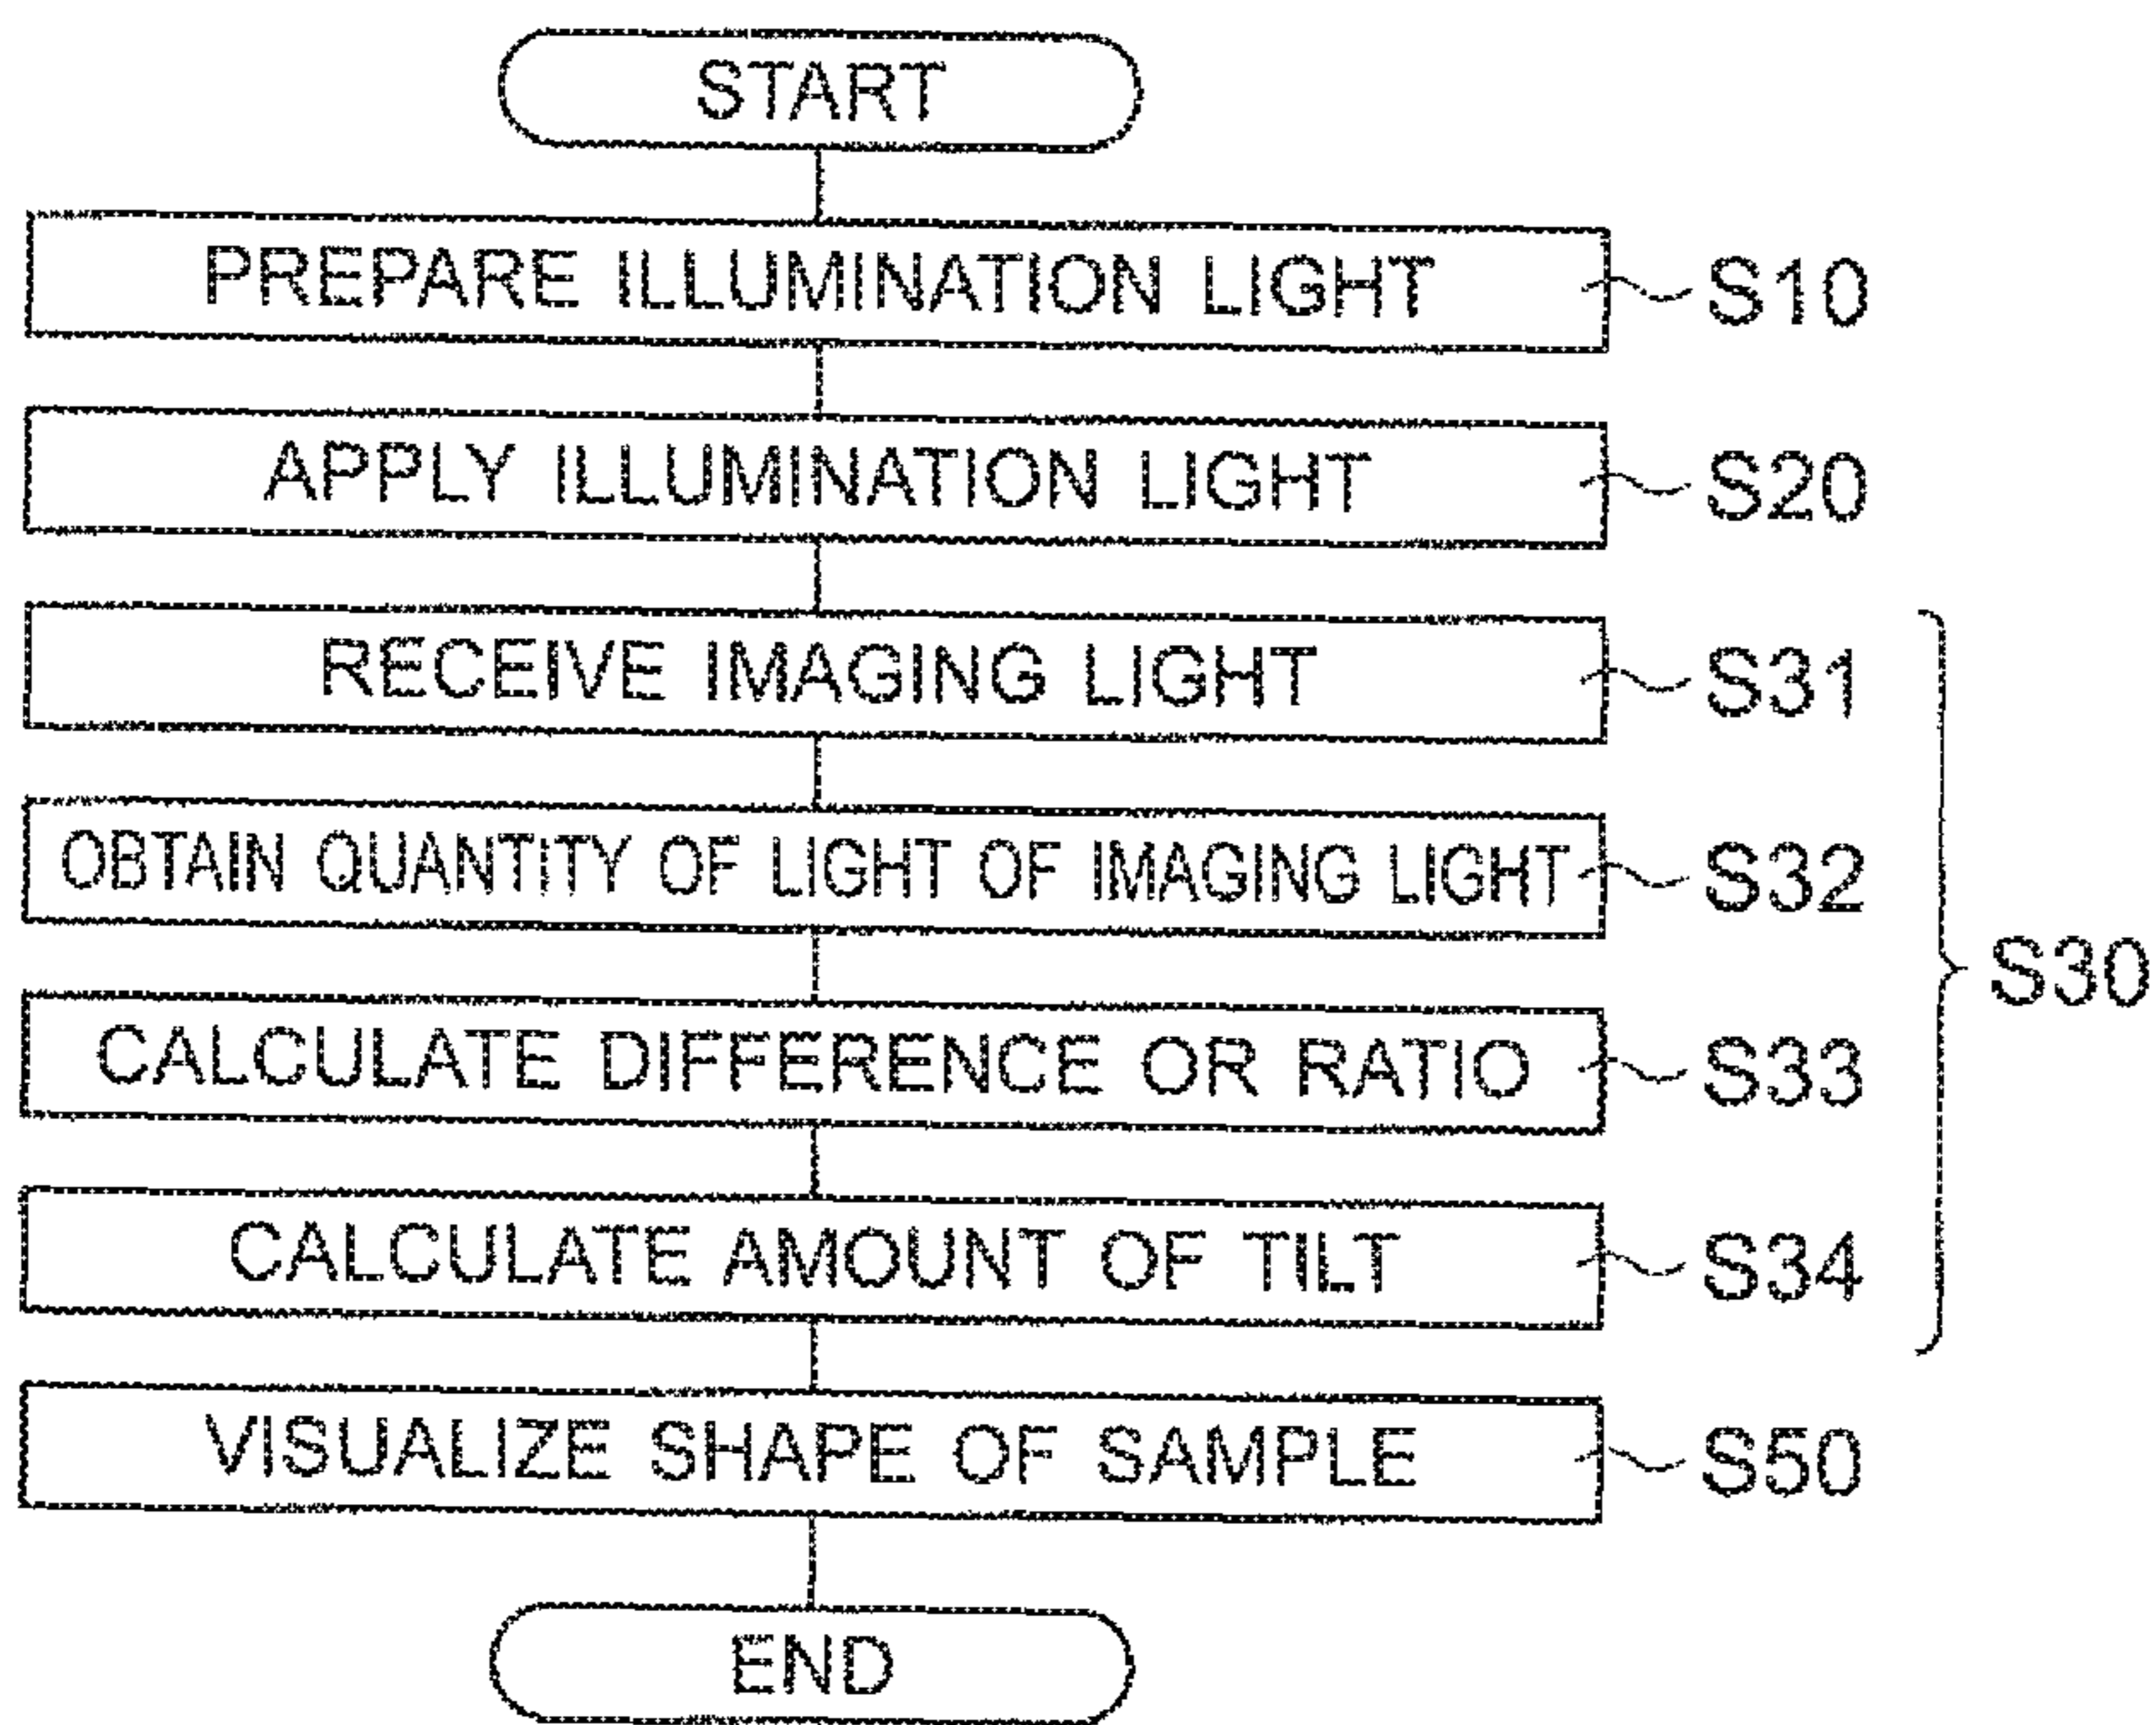 START
PREPARE ILLUMINATION LIGHT S10
APPLY ILLUMINATION LIGHT S20
RECEIVE IMAGING LIGHT S31
OBTAIN QUANTITY OF LIGHT OF IMAGING LIGHT S32
S30
CALCULATE DIFFERENCE OR RATIO S33
CALCULATE AMOUNT OF TILT S34
VISUALIZE SHAPE OF SAMPLE S50
END